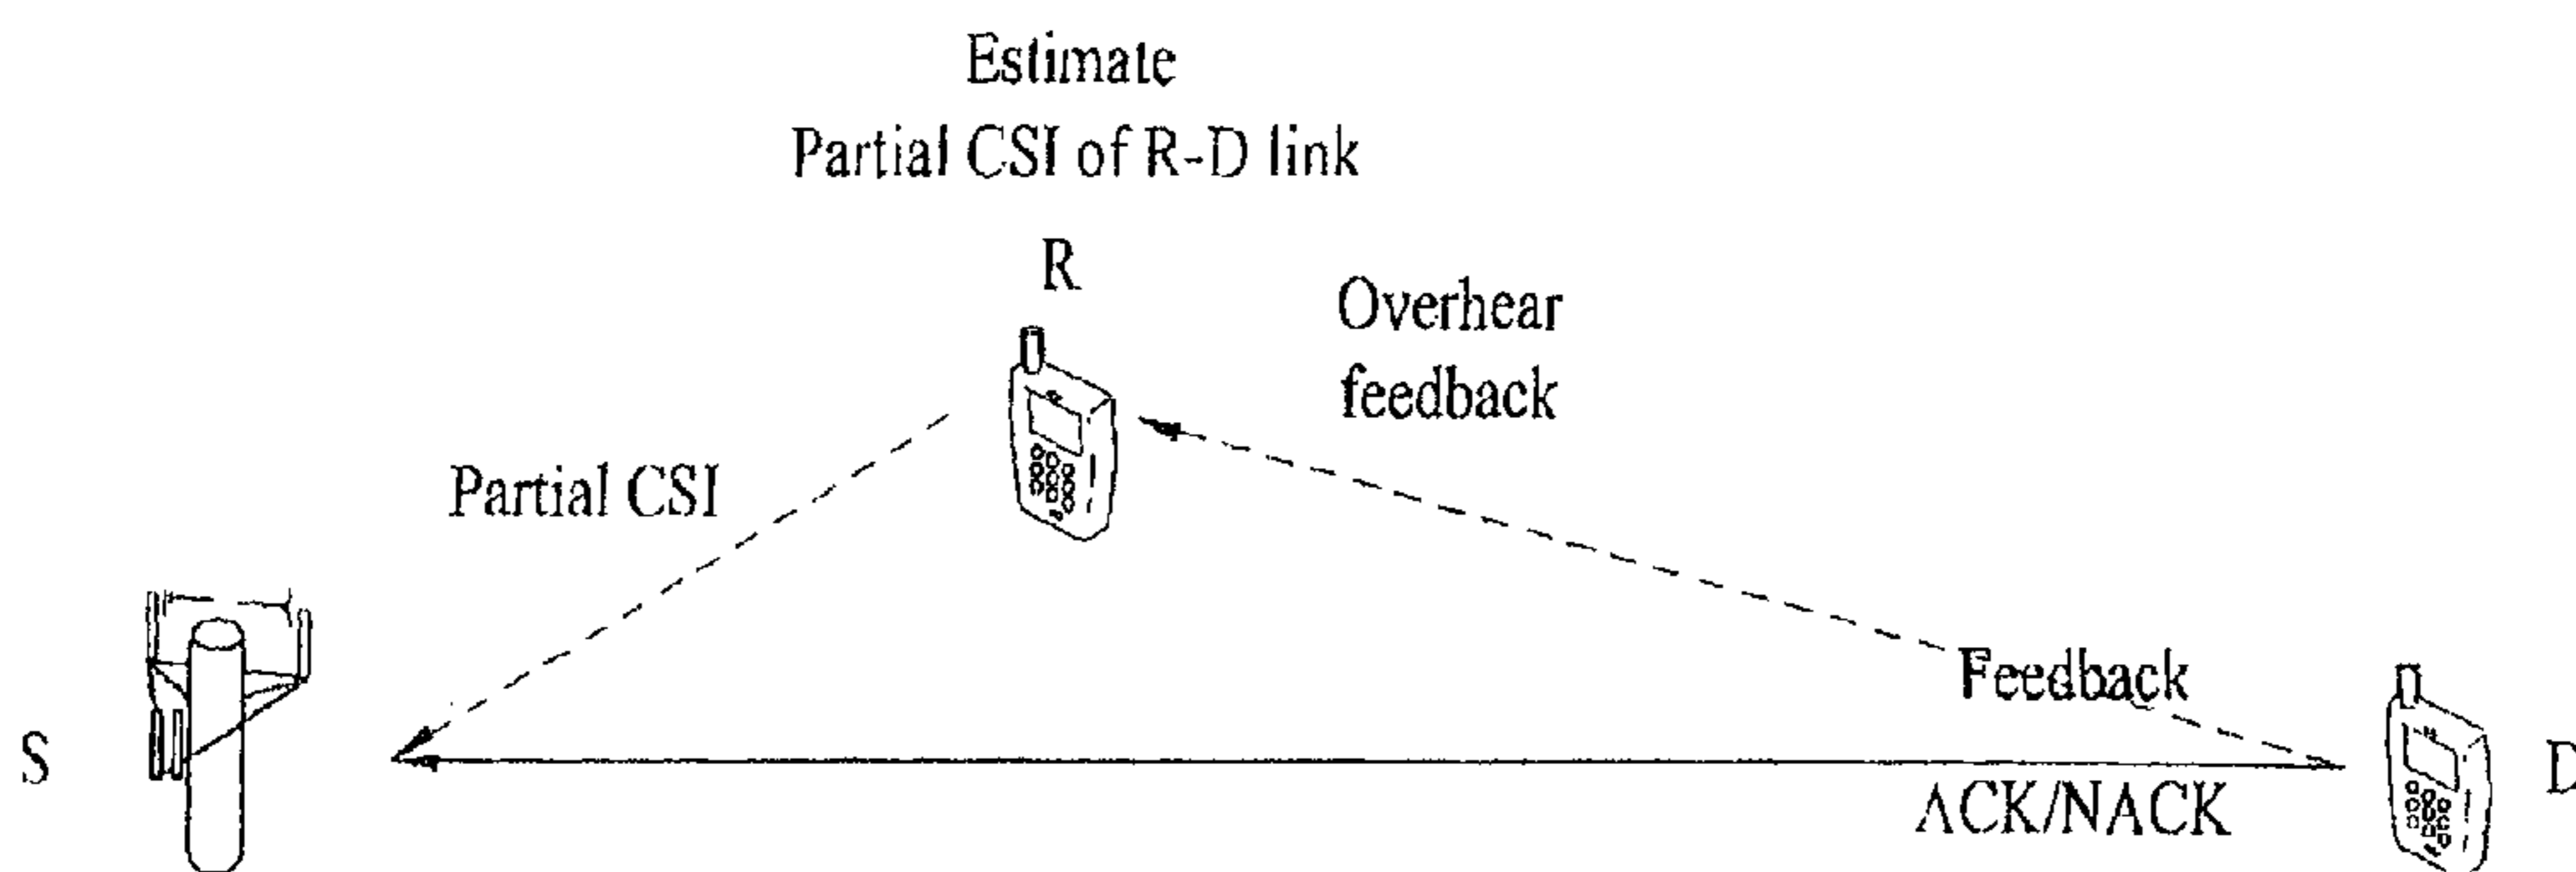 Estimate
Partial CSI of R-D link
R
Overhear
feedback
Partial CSI
Feedback
S
D
ACK/NACK